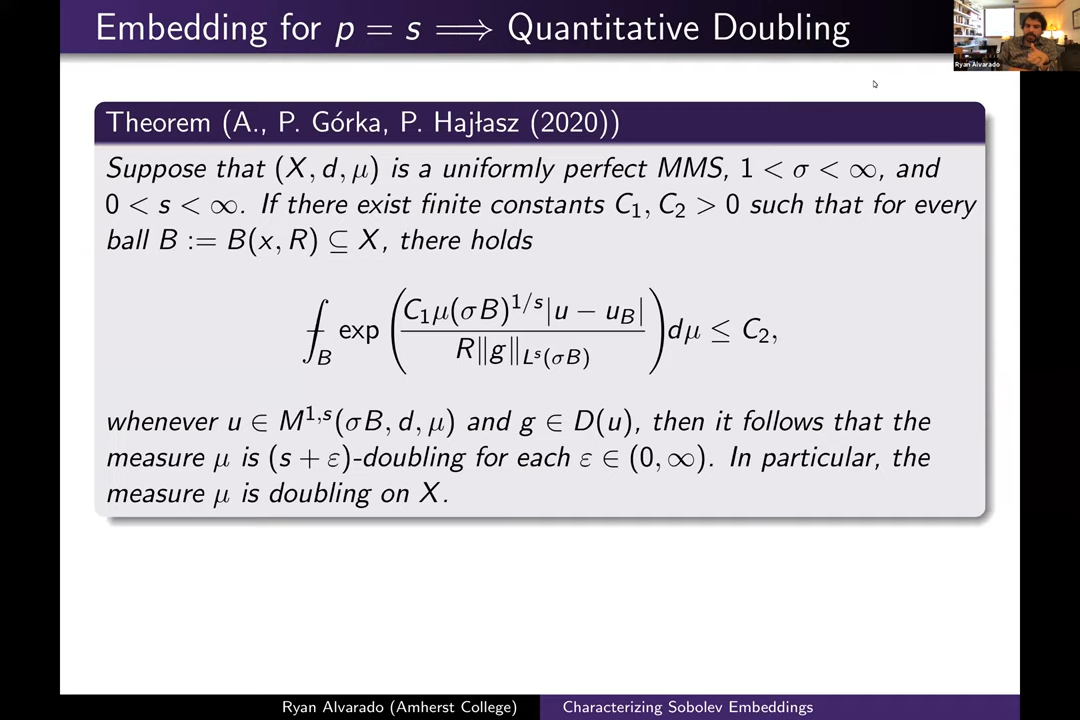 Embedding for p = s ⟹ Quantitative Doubling
Ryan Alvarado
Theorem (A., P. Górka, P. Hajłasz (2020))
Suppose that (X, d, μ) is a uniformly perfect MMS, 1 < σ < ∞, and
0 < s < ∞. If there exist finite constants C₁, C₂ > 0 such that for every
ball B := B(x, R) ⊆ X, there holds
⨍_B exp( C₁μ(σB)^{1/s}|u − u_B| / R‖g‖_{L^s(σB)} ) dμ ≤ C₂,
whenever u ∈ M^{1,s}(σB, d, μ) and g ∈ D(u), then it follows that the
measure μ is (s + ε)-doubling for each ε ∈ (0, ∞). In particular, the
measure μ is doubling on X.
Ryan Alvarado (Amherst College)
Characterizing Sobolev Embeddings